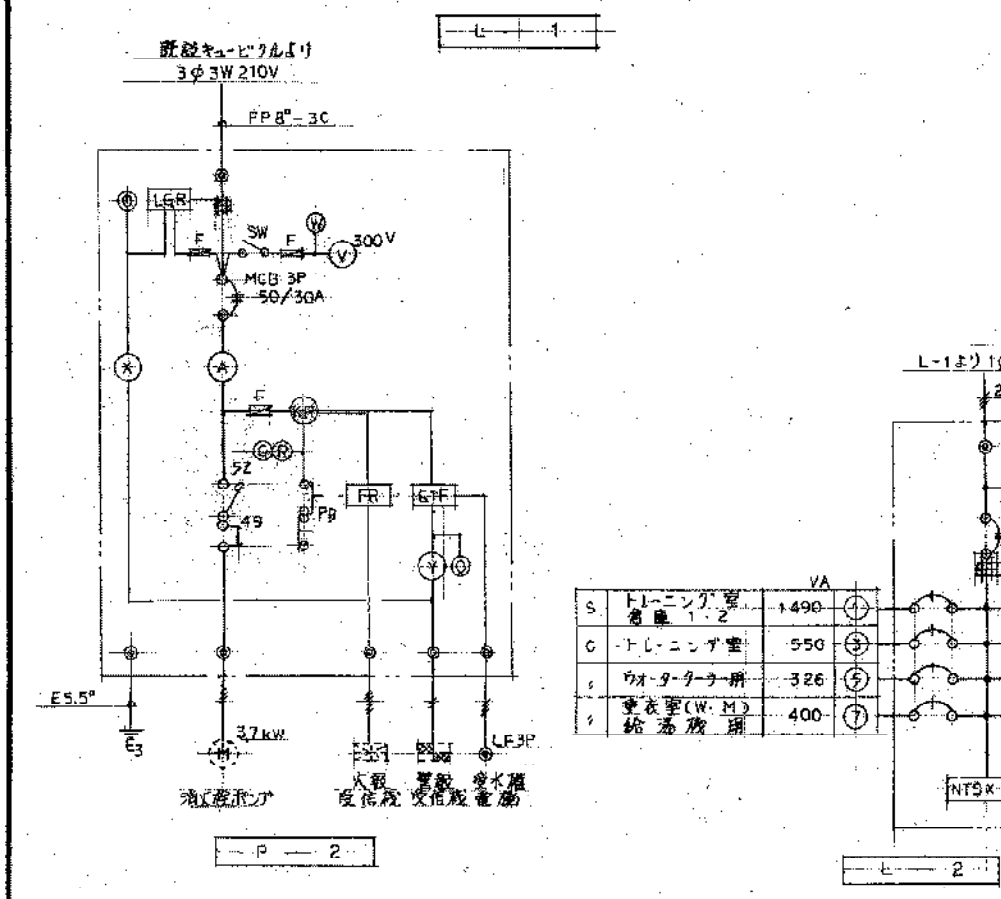 L - 1
既設キュービクルより
3φ3W 210V
FP 8□-3C
LGR
F
SW
F
W
V
300V
MCB 3P
50/30A
A
F
G
R
52
49
PB
FR
Y
E5.5□
E3
M
3.7kW
LF3P
火報
受信機
警報
受信機
受水槽
電極
消火栓ポンプ
P - 2
L-1より 1φ
VA
S
トレーニング室
倉庫 1・2
1490
1
C
トレーニング室
550
3
〃
ウォータークーラー用
326
5
〃
更衣室(W・M)
給湯機 用
400
7
L - 2